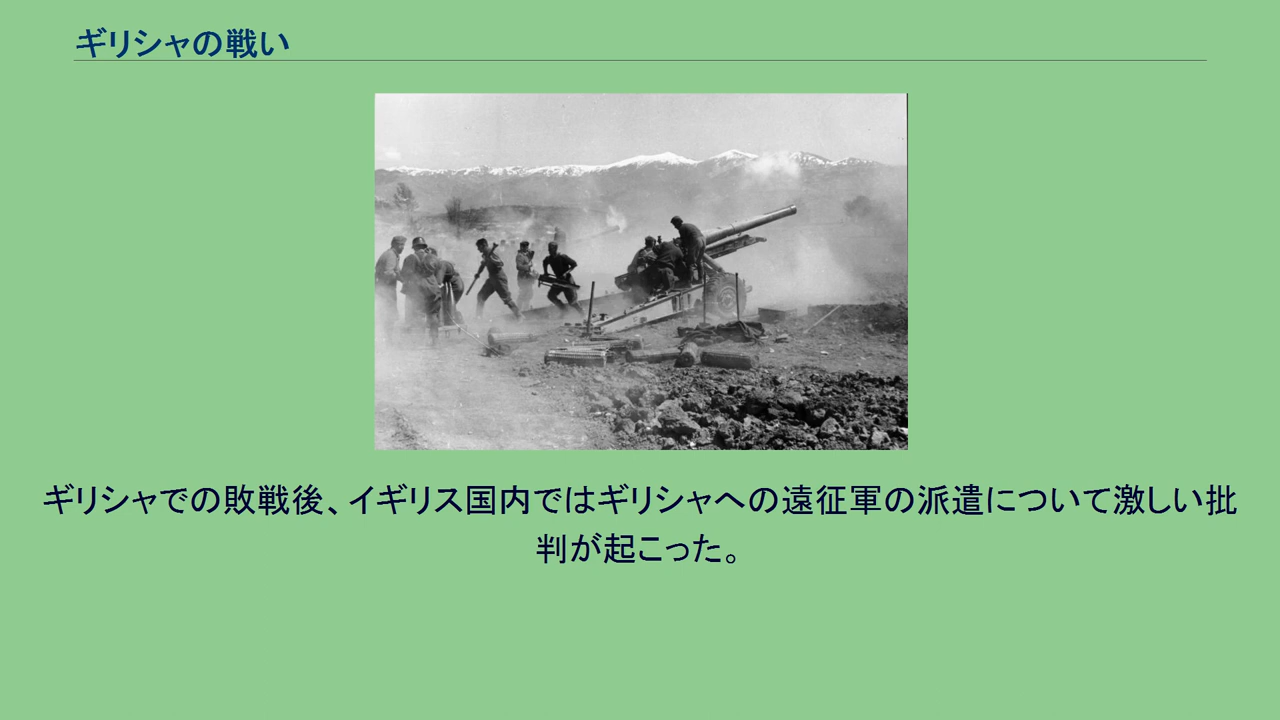 ギリシャの戦い
ギリシャでの敗戦後、イギリス国内ではギリシャへの遠征軍の派遣について激しい批
判が起こった。